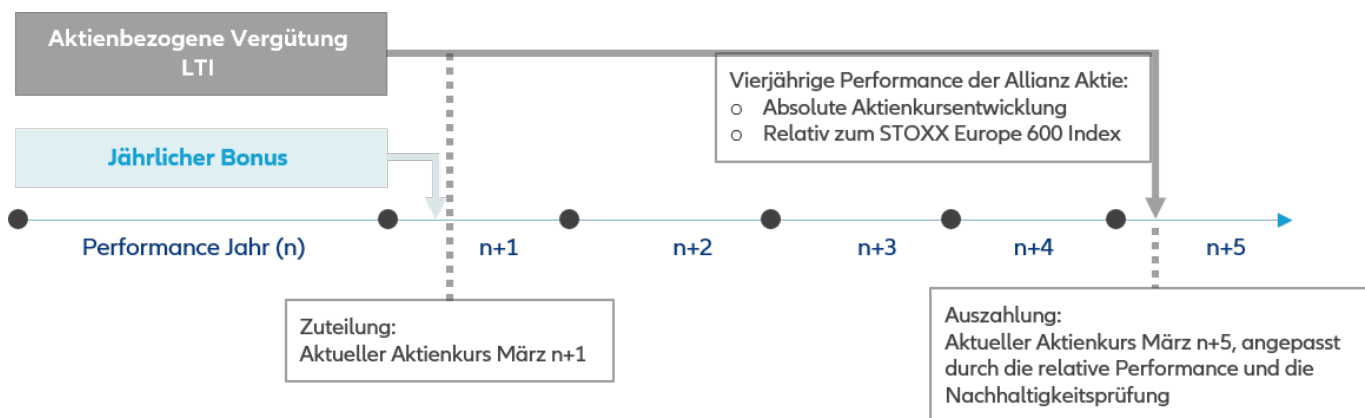 Aktienbezogene Vergütung
LTI
Vierjährige Performance der Allianz Aktie:
o Absolute Aktienkursentwicklung
o Relativ zum STOXX Europe 600 Index
Jährlicher Bonus
Performance Jahr (n)
n+1
n+2
n+3
n+4
n+5
Zuteilung:
Aktueller Aktienkurs März n+1
Auszahlung:
Aktueller Aktienkurs März n+5, angepasst
durch die relative Performance und die
Nachhaltigkeitsprüfung